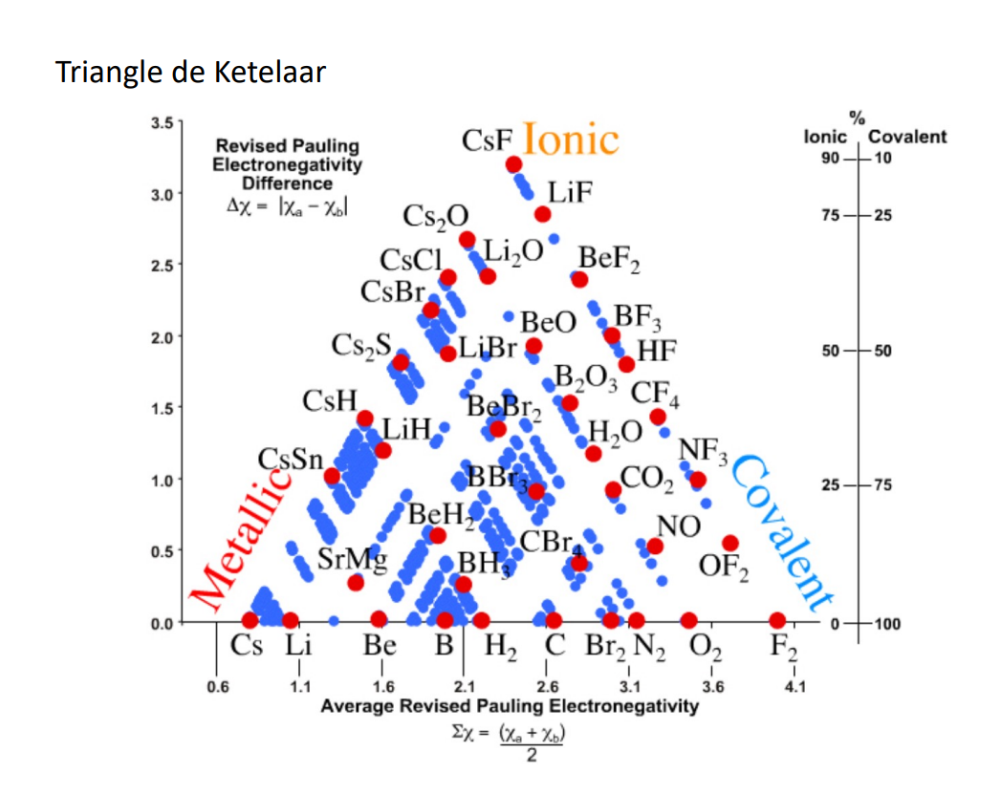 Triangle de Ketelaar
%
Ionic Covalent
3.5
3.0
2.5
2.0
1.5
1.0
0.5
0.0
Revised Pauling
Electronegativity
Difference
Δχ = |χₐ − χ_b|
Ionic
Metallic
Covalent
CsF
LiF
Cs₂O
Li₂O
CsCl
BeF₂
CsBr
BF₃
BeO
Cs₂S
LiBr
HF
B₂O₃
CF₄
CsH
BeBr₂
LiH
H₂O
NF₃
CsSn
BBr₃
CO₂
BeH₂
NO
CBr₄
SrMg
BH₃
OF₂
90 10
75 25
50 50
25 75
0 100
Cs Li Be B H₂ C Br₂ N₂ O₂ F₂
0.6 1.1 1.6 2.1 2.6 3.1 3.6 4.1
Average Revised Pauling Electronegativity
Σχ = (χₐ + χ_b)
2